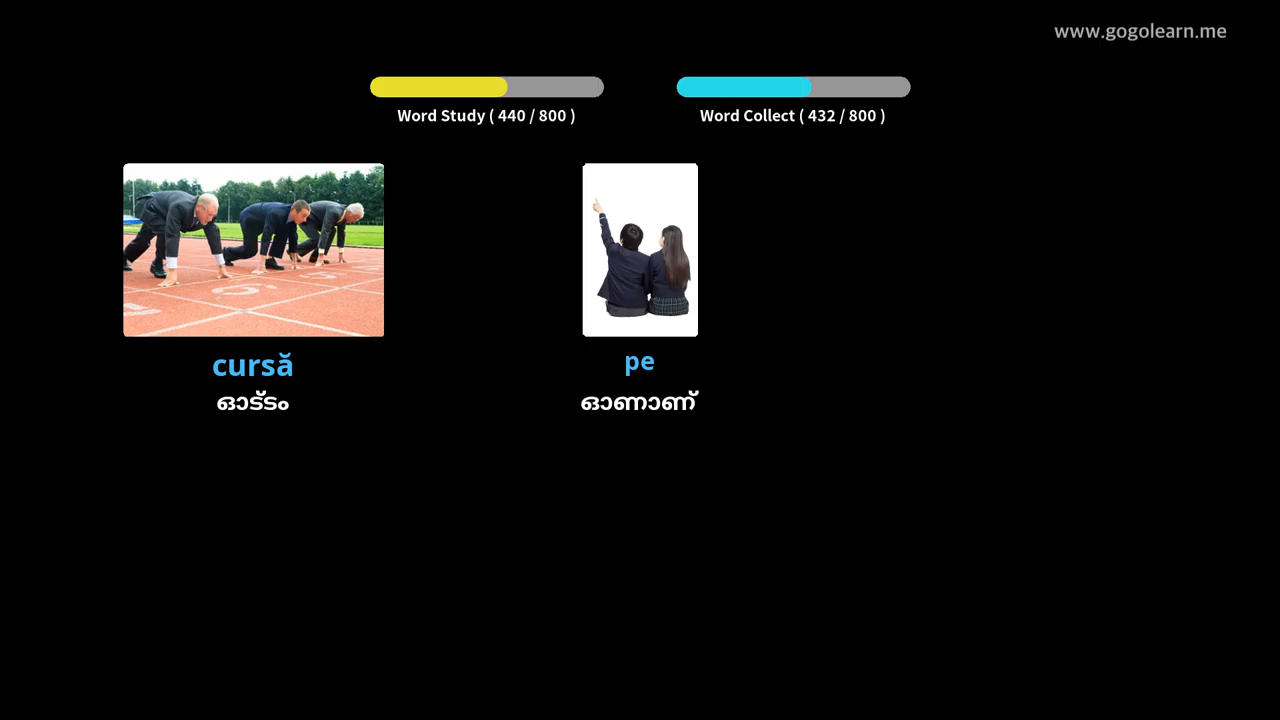 www.gogolearn.me
Word Study ( 440 / 800 )
Word Collect ( 432 / 800 )
cursă
ഓട്ടം
pe
ഓണാണ്